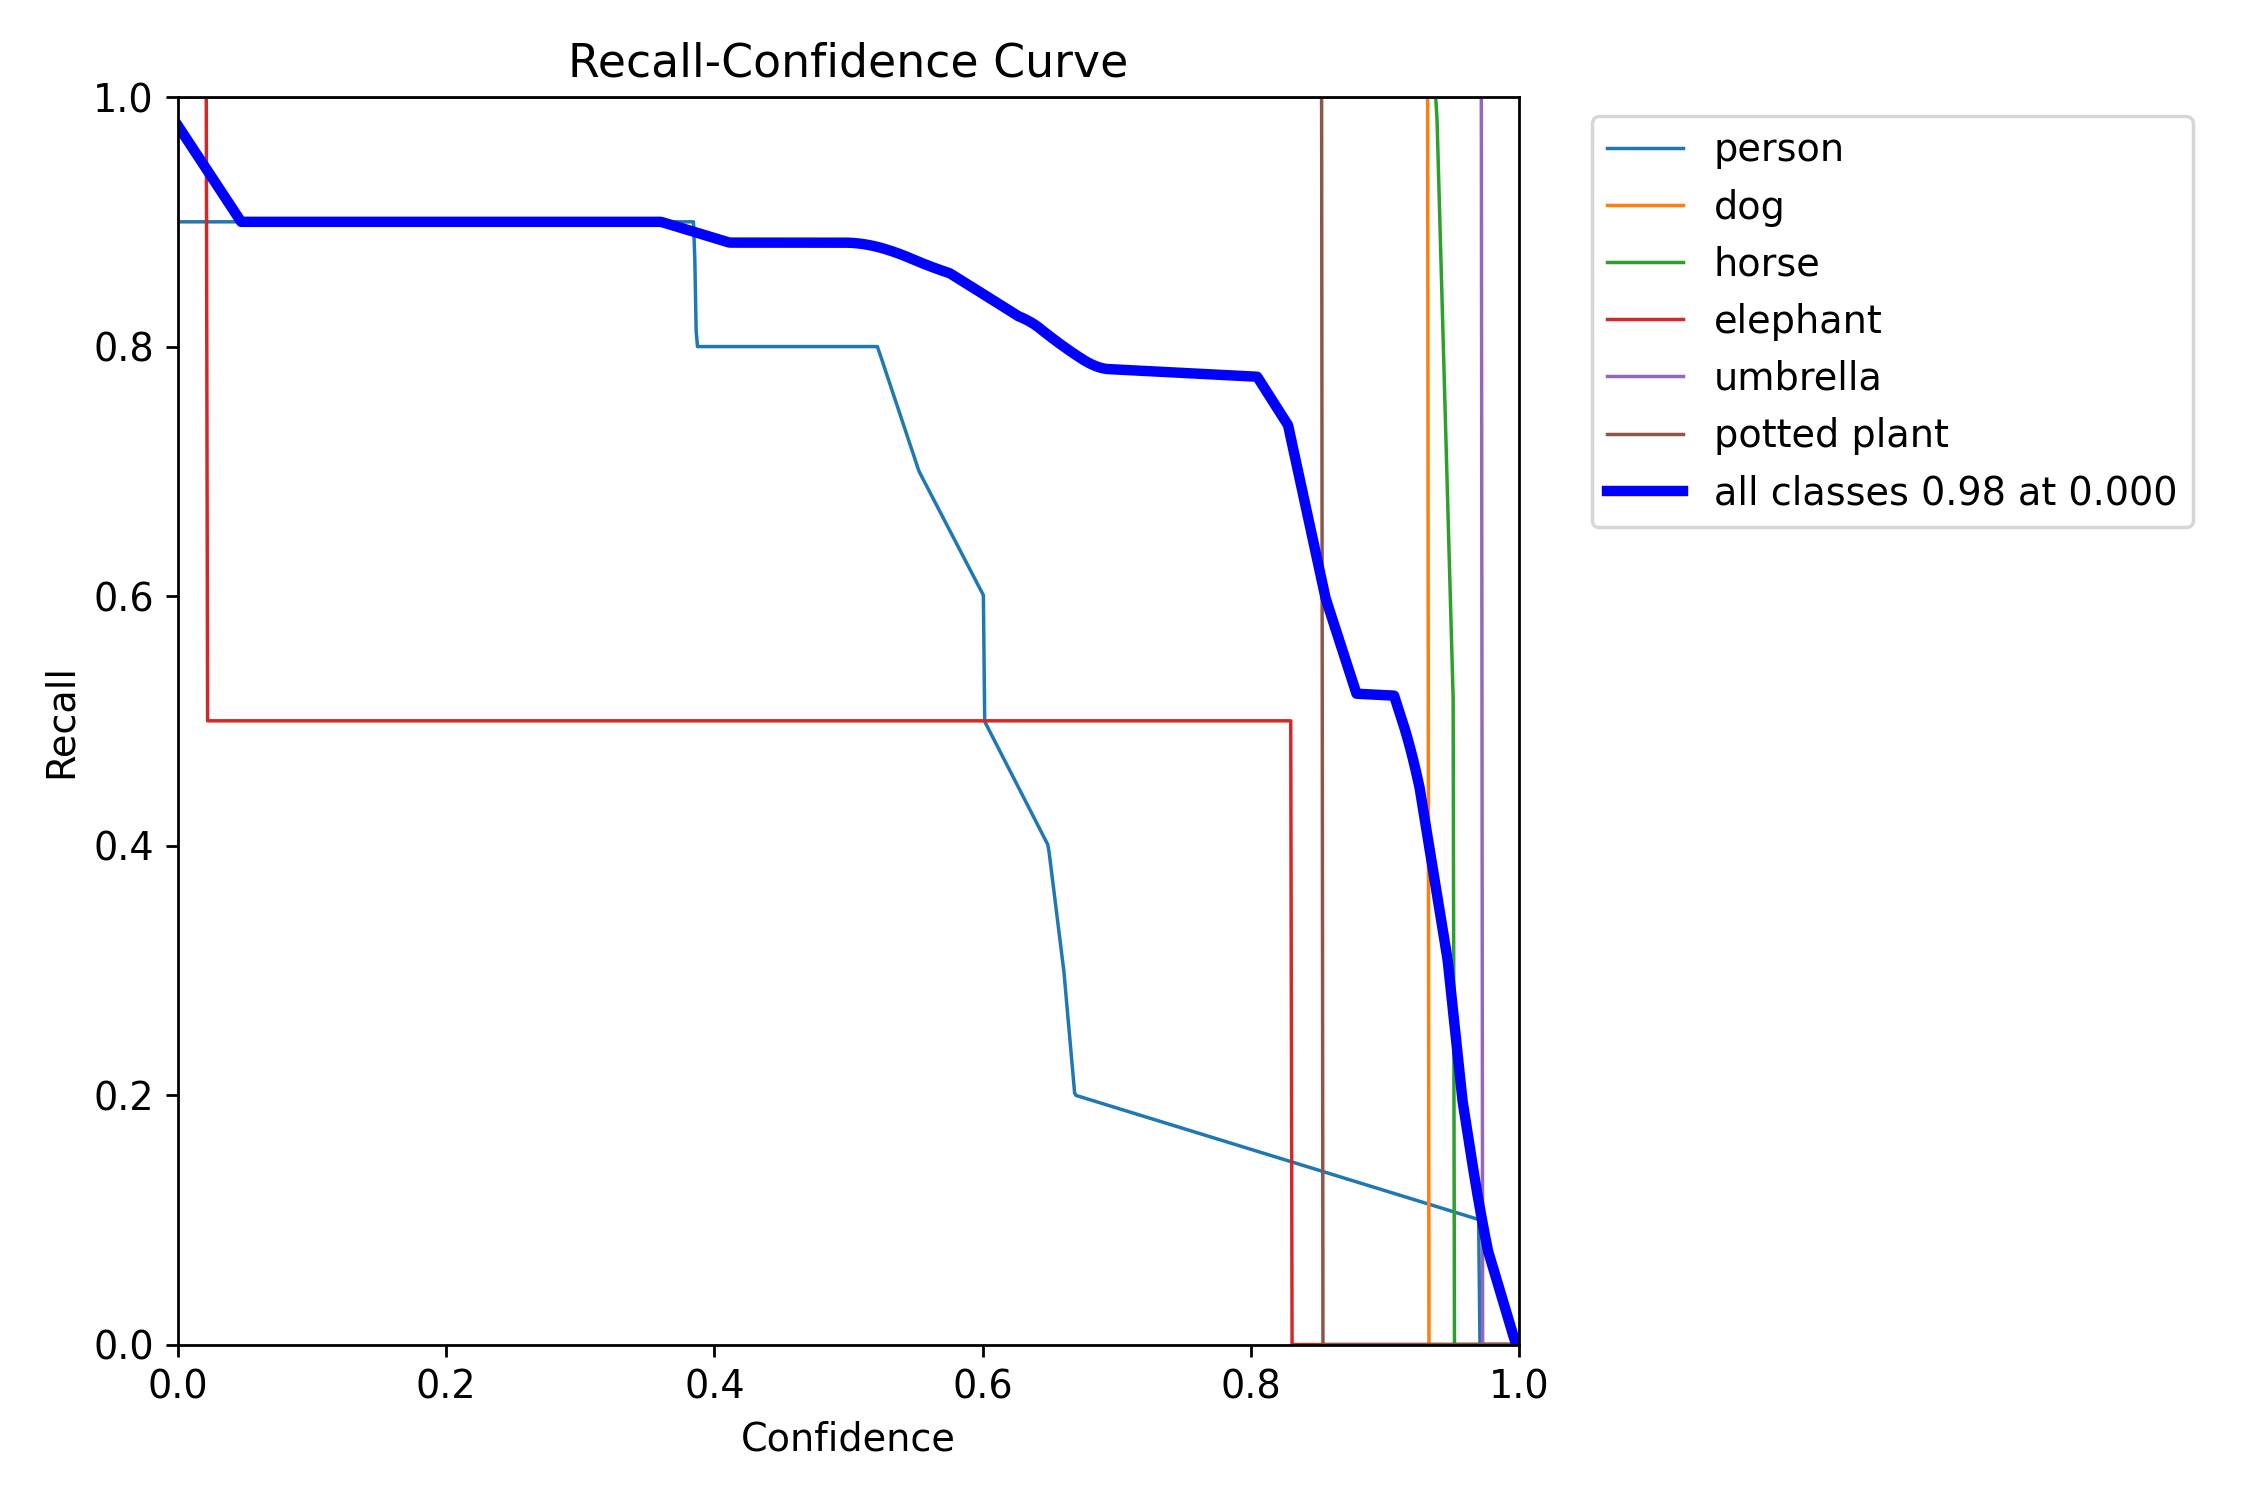 Recall-Confidence Curve
1.0
0.8
0.6
0.4
0.2
0.0
Recall
0.0 0.2 0.4 0.6 0.8 1.0
Confidence
person
dog
horse
elephant
umbrella
potted plant
all classes 0.98 at 0.000